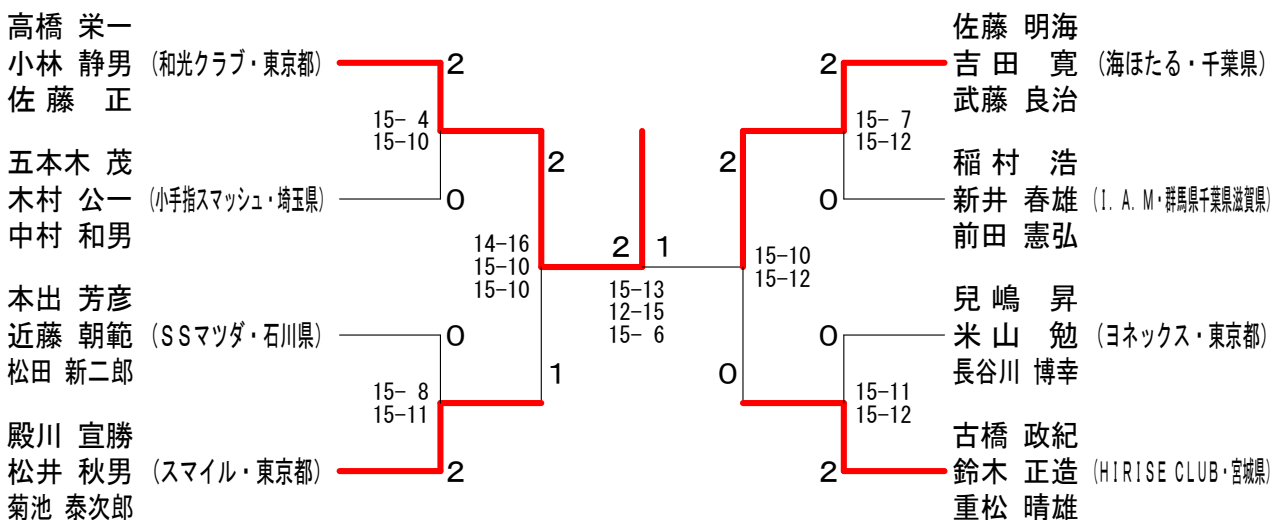 高橋 栄一
小林 静男 (和光クラブ・東京都)
佐藤 正
2
15- 4
15-10
五本木 茂
木村 公一 (小手指スマッシュ・埼玉県)
中村 和男
0
2
14-16
15-10
15-10
本出 芳彦
近藤 朝範 (SSマツダ・石川県)
松田 新二郎
0
1
15- 8
15-11
殿川 宣勝
松井 秋男 (スマイル・東京都)
菊池 泰次郎
2
2 1
15-13
12-15
15- 6
佐藤 明海
吉田 寛 (海ほたる・千葉県)
武藤 良治
2
15- 7
15-12
稲村 浩
新井 春雄 (I.A.M・群馬県千葉県滋賀県)
前田 憲弘
0
2
15-10
15-12
兒嶋 昇
米山 勉 (ヨネックス・東京都)
長谷川 博幸
0
0
15-11
15-12
古橋 政紀
鈴木 正造 (HIRISE CLUB・宮城県)
重松 晴雄
2